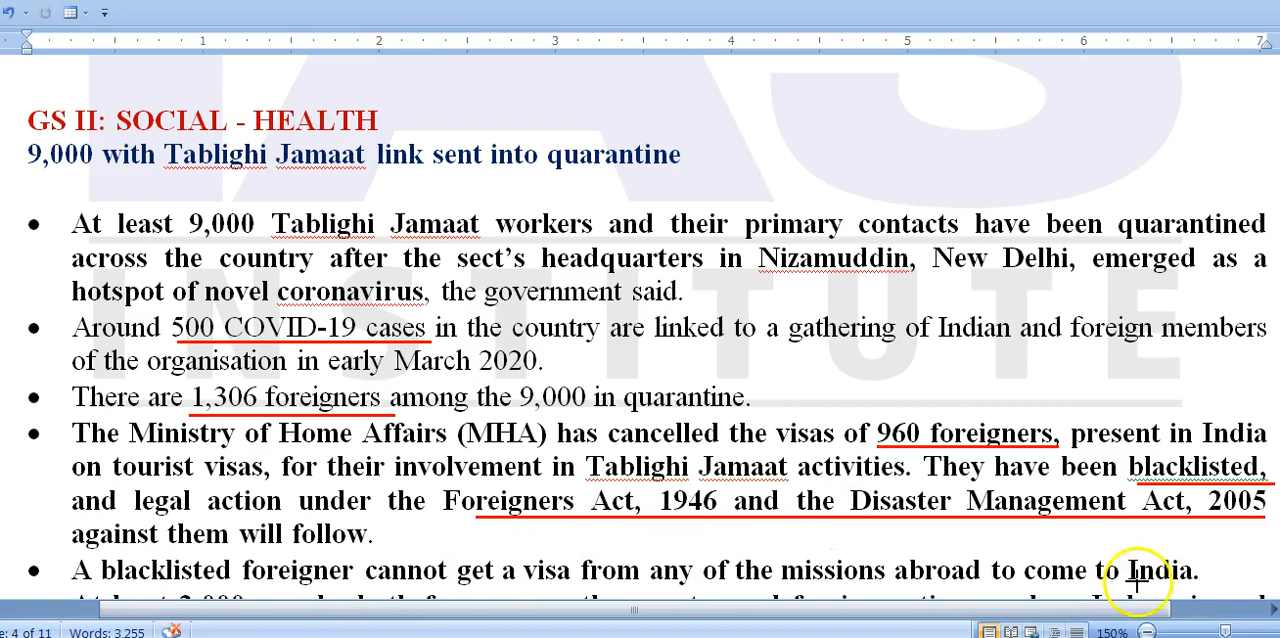 1 2 3 4 5 6 7
IAS
INSTITUTE
GS II: SOCIAL - HEALTH
9,000 with Tablighi Jamaat link sent into quarantine
• At least 9,000 Tablighi Jamaat workers and their primary contacts have been quarantined
across the country after the sect's headquarters in Nizamuddin, New Delhi, emerged as a
hotspot of novel coronavirus, the government said.
• Around 500 COVID-19 cases in the country are linked to a gathering of Indian and foreign members
of the organisation in early March 2020.
• There are 1,306 foreigners among the 9,000 in quarantine.
• The Ministry of Home Affairs (MHA) has cancelled the visas of 960 foreigners, present in India
on tourist visas, for their involvement in Tablighi Jamaat activities. They have been blacklisted,
and legal action under the Foreigners Act, 1946 and the Disaster Management Act, 2005
against them will follow.
• A blacklisted foreigner cannot get a visa from any of the missions abroad to come to India.
e: 4 of 11 Words: 3,255 150%